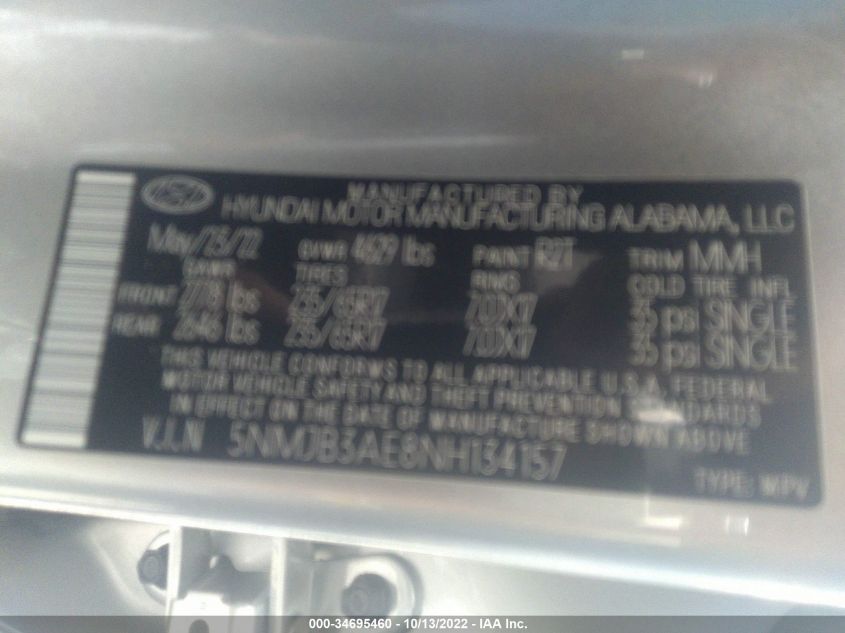 MANUFACTURED BY
HYUNDAI MOTOR MANUFACTURING ALABAMA, LLC
May/25/22 GVWR 4629 lbs PAINT R2T TRIM MMH
GAWR TIRES RING COLD TIRE INFL
FRONT lbs 235/65R17 7.0JX17 35 psi SINGLE
REAR 2646 lbs 235/65R17 7.0JX17 35 psi SINGLE
THIS VEHICLE CONFORMS TO ALL APPLICABLE U.S.A. FEDERAL
MOTOR VEHICLE SAFETY AND THEFT PREVENTION STANDARDS
IN EFFECT ON THE DATE OF MANUFACTURE SHOWN ABOVE.
V.I.N 5NMJB3AE8NH134157
TYPE: M.P.V
000-34695460 - 10/13/2022 - IAA Inc.